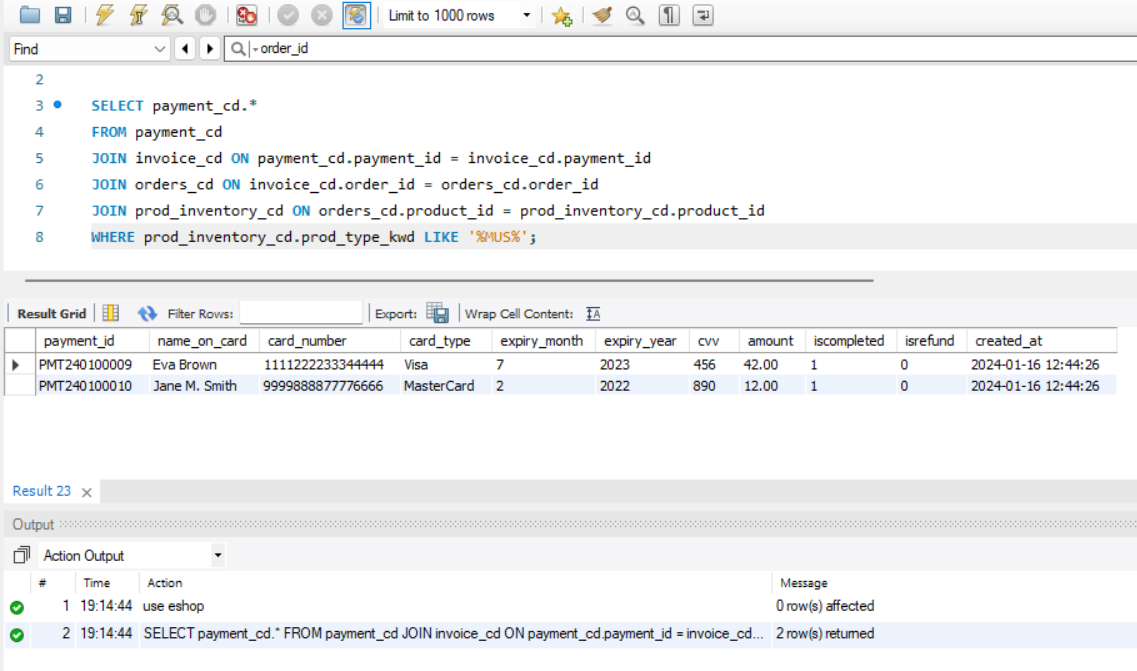 Limit to 1000 rows
Find order_id
2
3 SELECT payment_cd.*
4 FROM payment_cd
5 JOIN invoice_cd ON payment_cd.payment_id = invoice_cd.payment_id
6 JOIN orders_cd ON invoice_cd.order_id = orders_cd.order_id
7 JOIN prod_inventory_cd ON orders_cd.product_id = prod_inventory_cd.product_id
8 WHERE prod_inventory_cd.prod_type_kwd LIKE '%MUS%';
Result Grid Filter Rows: Export: Wrap Cell Content:
payment_id name_on_card card_number card_type expiry_month expiry_year cvv amount iscompleted isrefund created_at
PMT240100009 Eva Brown 1111222233344444 Visa 7 2023 456 42.00 1 0 2024-01-16 12:44:26
PMT240100010 Jane M. Smith 9999888877776666 MasterCard 2 2022 890 12.00 1 0 2024-01-16 12:44:26
Result 23
Output
Action Output
# Time Action Message
1 19:14:44 use eshop 0 row(s) affected
2 19:14:44 SELECT payment_cd.* FROM payment_cd JOIN invoice_cd ON payment_cd.payment_id = invoice_cd... 2 row(s) returned